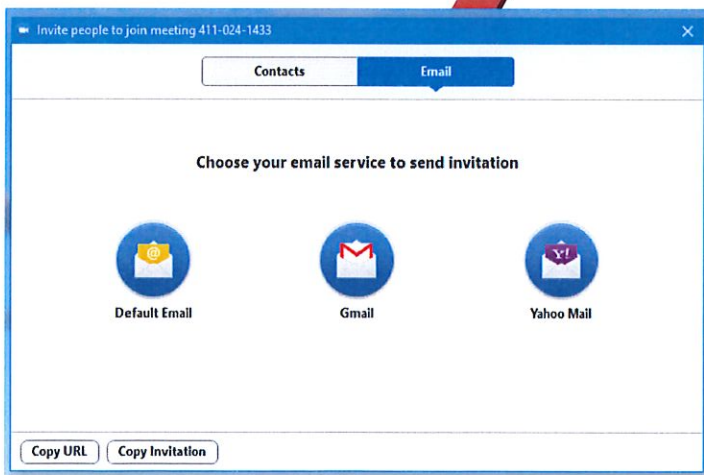 Invite people to join meeting 411-024-1433
Contacts
Email
Choose your email service to send invitation
@
Y!
Default Email
Gmail
Yahoo Mail
Copy URL
Copy Invitation